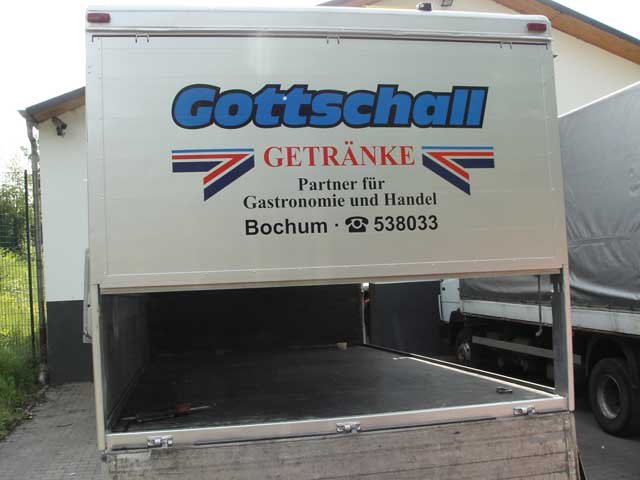 Gottschall
GETRÄNKE
Partner für
Gastronomie und Handel
Bochum · ☎ 538033